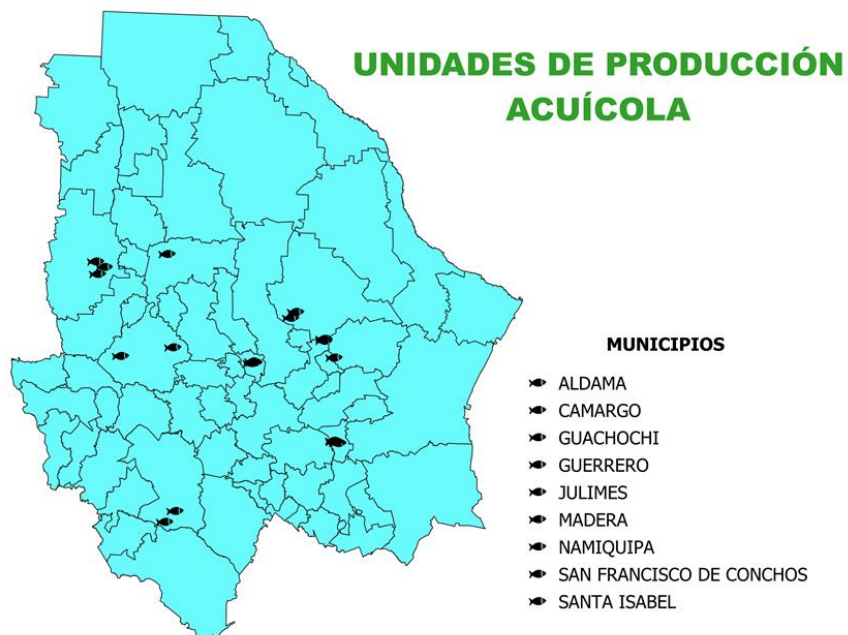 UNIDADES DE PRODUCCIÓN
ACUÍCOLA
MUNICIPIOS
ALDAMA
CAMARGO
GUACHOCHI
GUERRERO
JULIMES
MADERA
NAMIQUIPA
SAN FRANCISCO DE CONCHOS
SANTA ISABEL